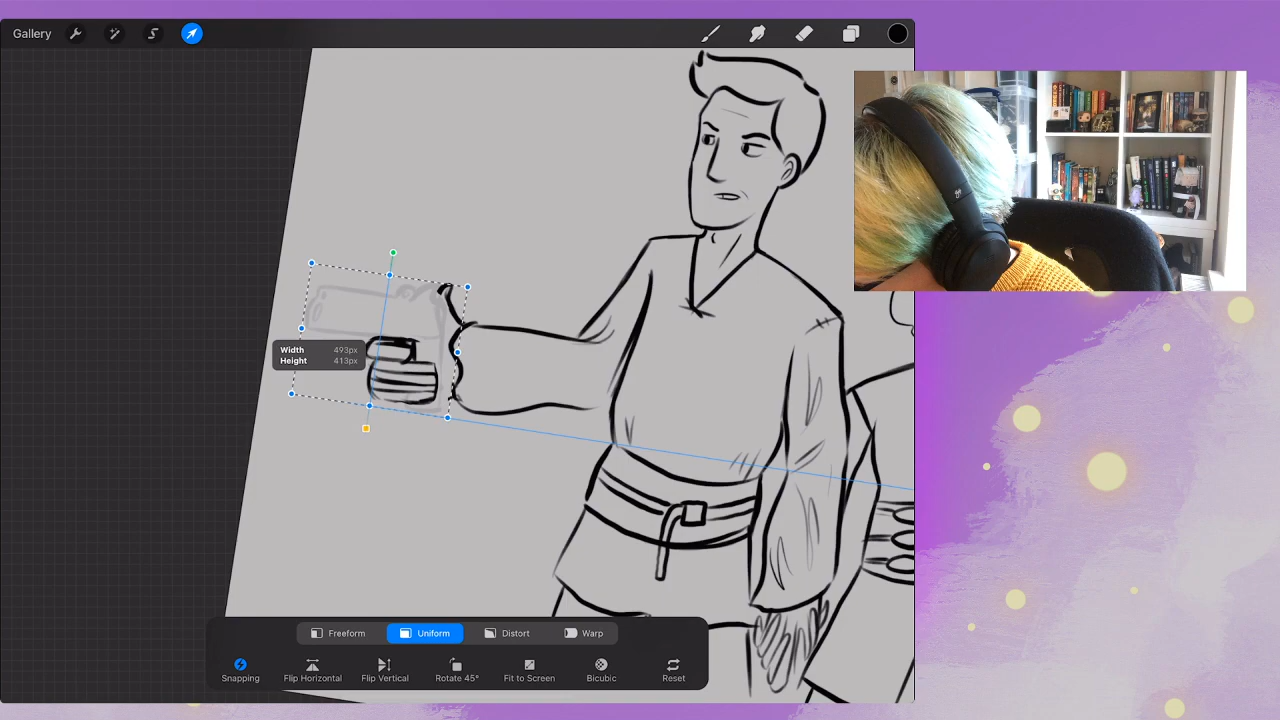 Gallery
Width 493px
Height 413px
Freeform Uniform Distort Warp
Snapping Flip Horizontal Flip Vertical Rotate 45° Fit to Screen Bicubic Reset